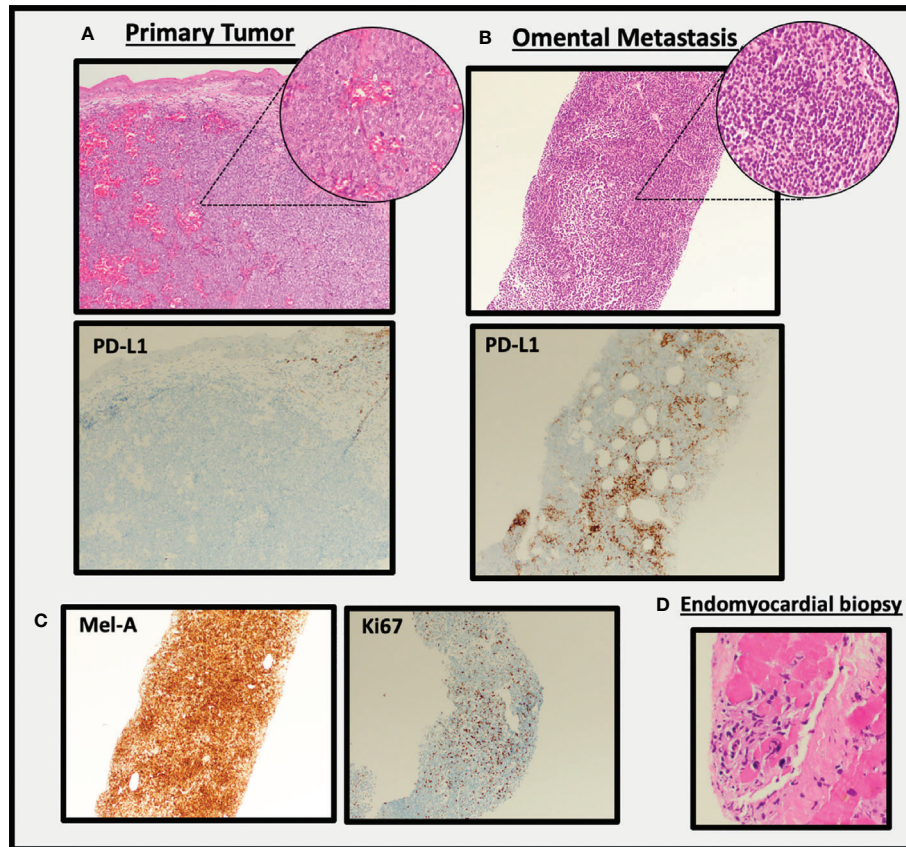 A
Primary Tumor
B
Omental Metastasis
PD-L1
PD-L1
C
Mel-A
Ki67
D
Endomyocardial biopsy